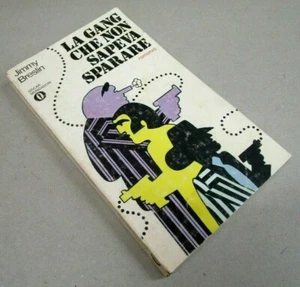 Jimmy
Breslin
LA GANG
CHE NON
SAPEVA
SPARARE